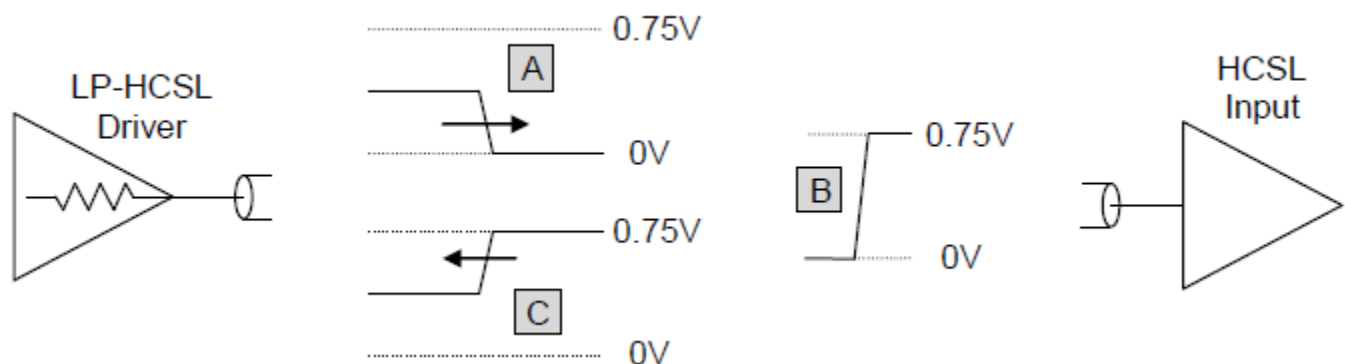 LP-HCSL
Driver
0.75V
A
0V
0.75V
C
0V
B
0.75V
0V
HCSL
Input